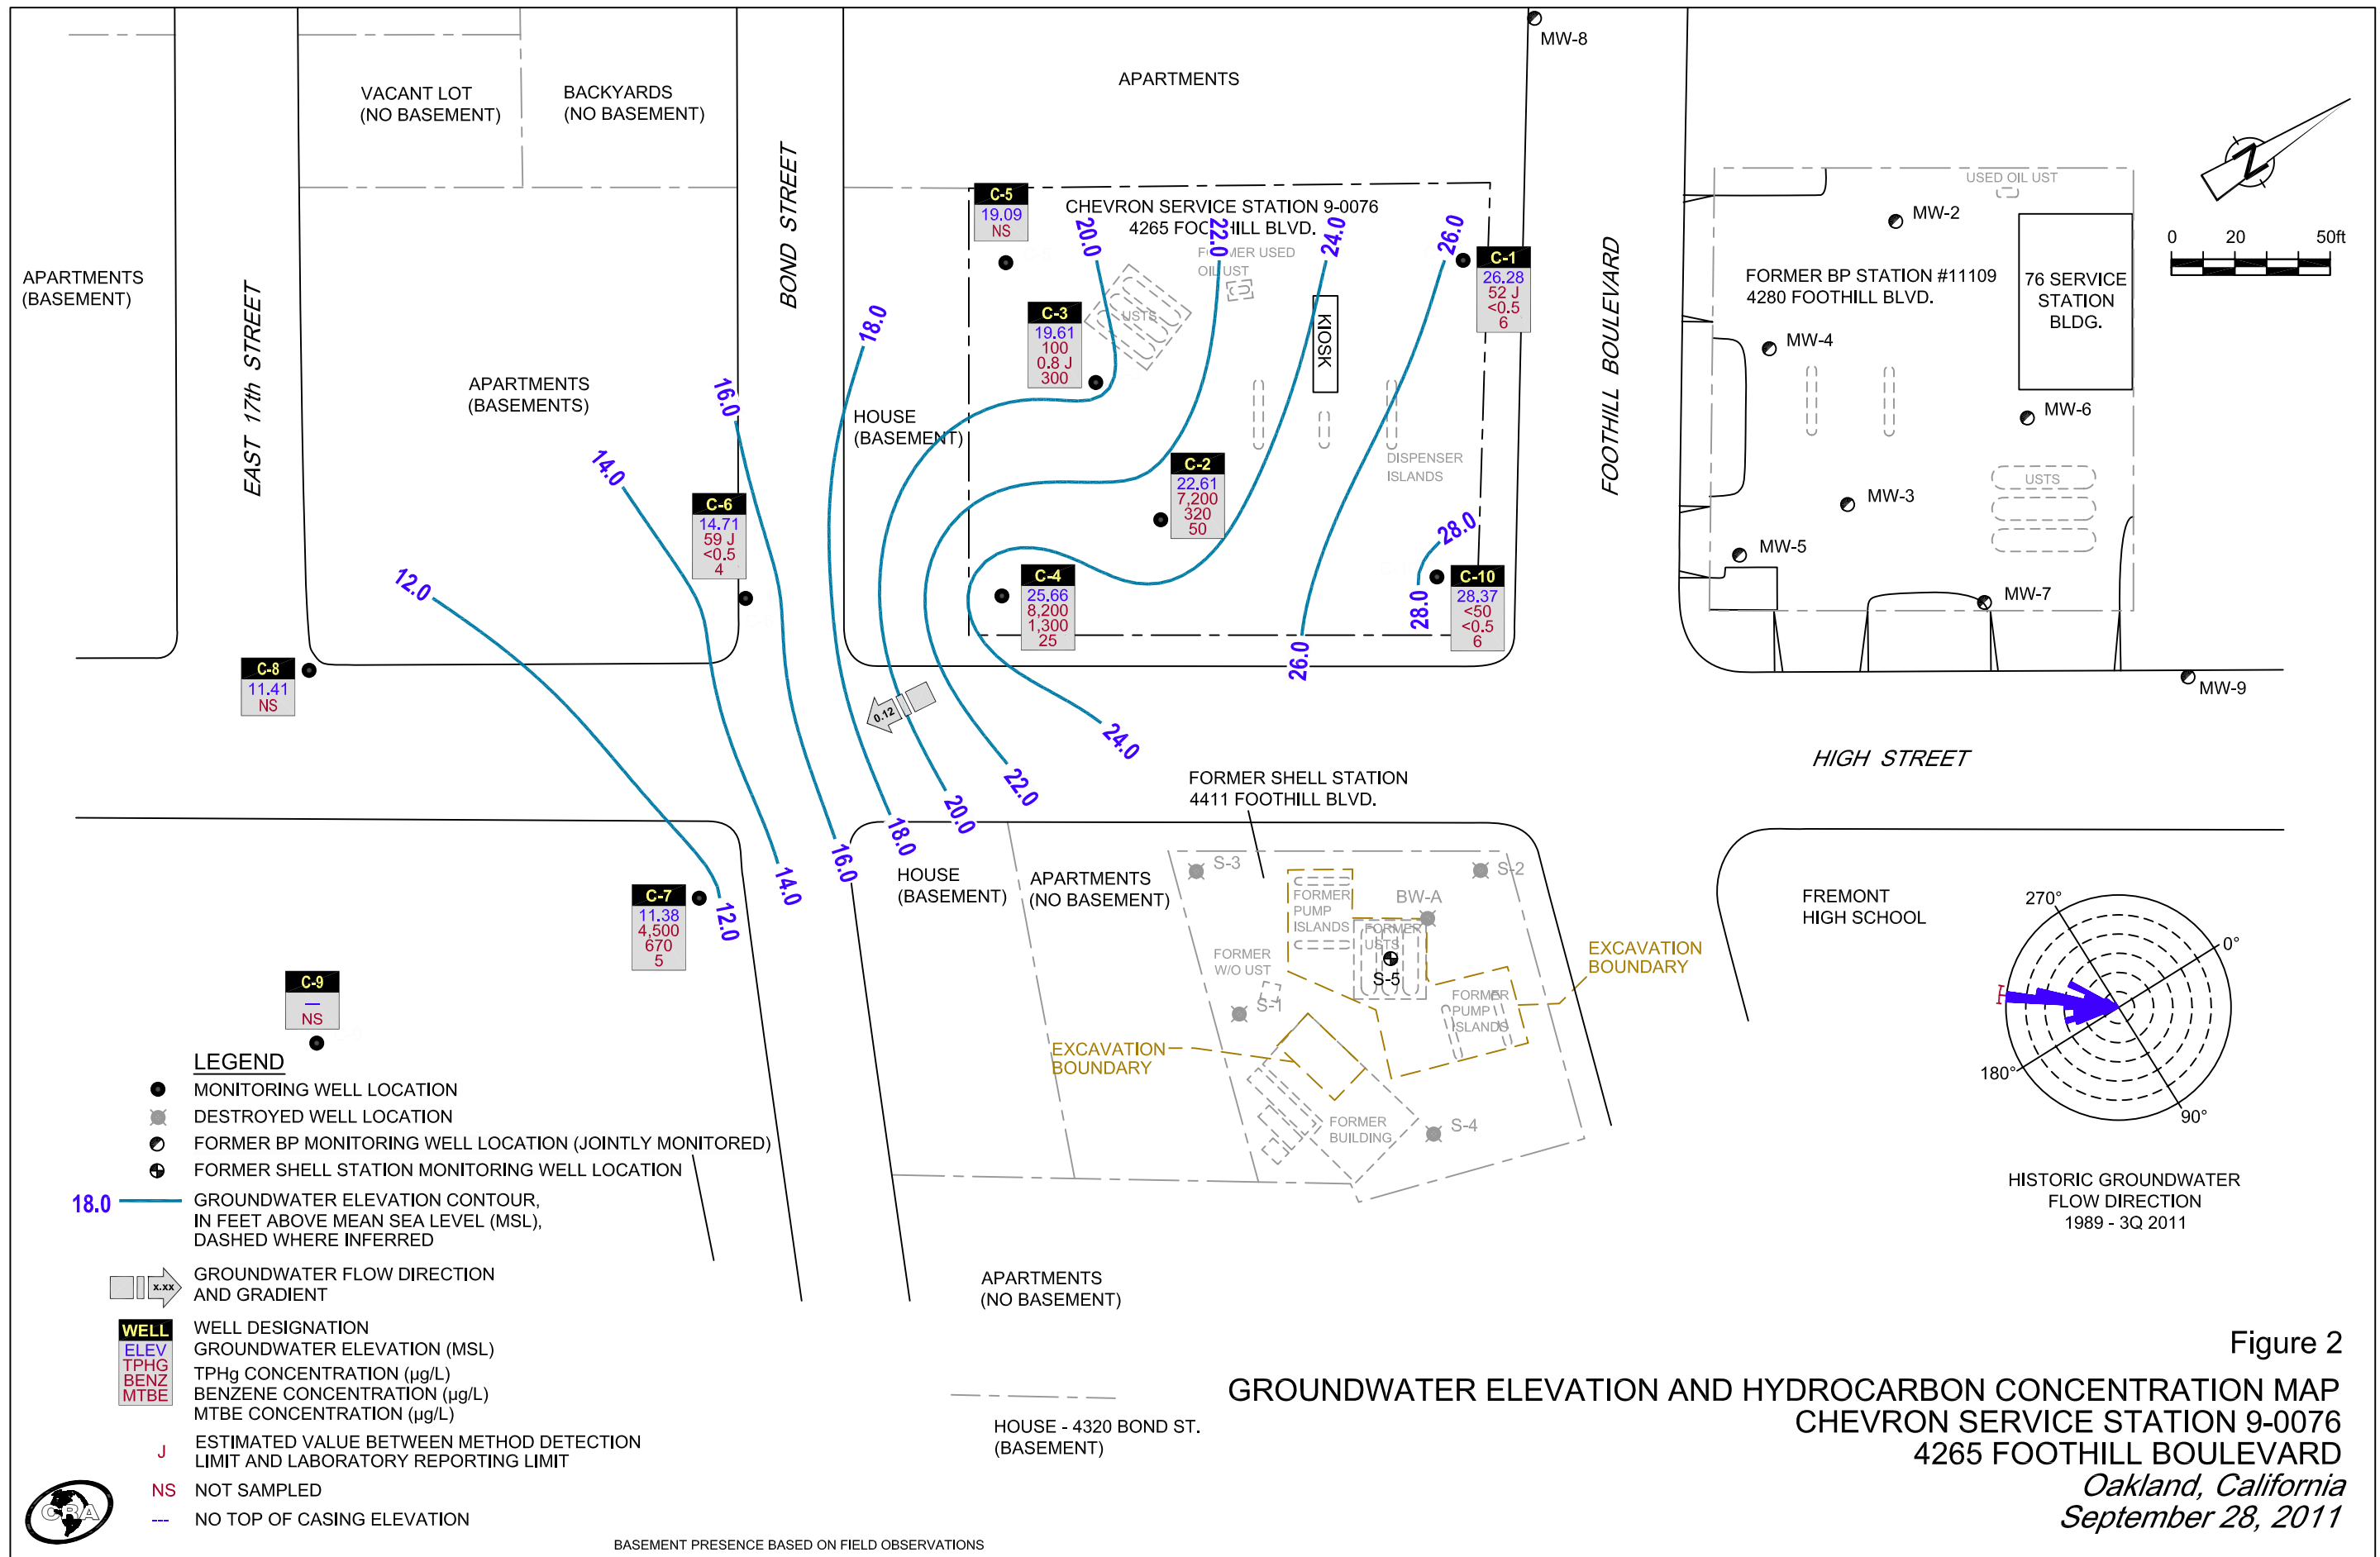 MW-8
VACANT LOT
(NO BASEMENT)
BACKYARDS
(NO BASEMENT)
APARTMENTS
BOND STREET
C-5
19.09
NS
CHEVRON SERVICE STATION 9-0076
4265 FOOTHILL BLVD.
20.0
22.0
24.0
26.0
FORMER USED
OIL UST
USTS
C-1
26.28
52 J
<0.5
6
KIOSK
C-3
19.61
100
0.8 J
300
18.0
HOUSE
(BASEMENT)
DISPENSER
ISLANDS
C-2
22.61
7,200
320
50
28.0
28.0
C-4
25.66
8,200
1,300
25
C-10
28.37
<50
<0.5
6
26.0
FOOTHILL BOULEVARD
USED OIL UST
MW-2
FORMER BP STATION #11109
4280 FOOTHILL BLVD.
76 SERVICE
STATION
BLDG.
MW-4
MW-6
MW-3
USTS
MW-5
MW-7
MW-9
N
0 20 50ft
APARTMENTS
(BASEMENT)
EAST 17th STREET
APARTMENTS
(BASEMENTS)
16.0
14.0
12.0
C-6
14.71
59 J
<0.5
4
C-8
11.41
NS
0.12
24.0
22.0
20.0
18.0
16.0
14.0
12.0
HIGH STREET
FORMER SHELL STATION
4411 FOOTHILL BLVD.
C-7
11.38
4,500
670
5
HOUSE
(BASEMENT)
APARTMENTS
(NO BASEMENT)
S-3
S-2
FORMER
PUMP
ISLANDS
BW-A
FORMER
USTS
S-5
FORMER
W/O UST
S-1
FORMER
PUMP
ISLANDS
EXCAVATION
BOUNDARY
EXCAVATION
BOUNDARY
FORMER
BUILDING
S-4
FREMONT
HIGH SCHOOL
270°
0°
180°
90°
HISTORIC GROUNDWATER
FLOW DIRECTION
1989 - 3Q 2011
C-9
—
NS
LEGEND
MONITORING WELL LOCATION
DESTROYED WELL LOCATION
FORMER BP MONITORING WELL LOCATION (JOINTLY MONITORED)
FORMER SHELL STATION MONITORING WELL LOCATION
18.0
GROUNDWATER ELEVATION CONTOUR,
IN FEET ABOVE MEAN SEA LEVEL (MSL),
DASHED WHERE INFERRED
x.xx
GROUNDWATER FLOW DIRECTION
AND GRADIENT
WELL
ELEV
TPHG
BENZ
MTBE
WELL DESIGNATION
GROUNDWATER ELEVATION (MSL)
TPHg CONCENTRATION (µg/L)
BENZENE CONCENTRATION (µg/L)
MTBE CONCENTRATION (µg/L)
J ESTIMATED VALUE BETWEEN METHOD DETECTION
LIMIT AND LABORATORY REPORTING LIMIT
NS NOT SAMPLED
--- NO TOP OF CASING ELEVATION
CRA
APARTMENTS
(NO BASEMENT)
HOUSE - 4320 BOND ST.
(BASEMENT)
BASEMENT PRESENCE BASED ON FIELD OBSERVATIONS
Figure 2
GROUNDWATER ELEVATION AND HYDROCARBON CONCENTRATION MAP
CHEVRON SERVICE STATION 9-0076
4265 FOOTHILL BOULEVARD
Oakland, California
September 28, 2011